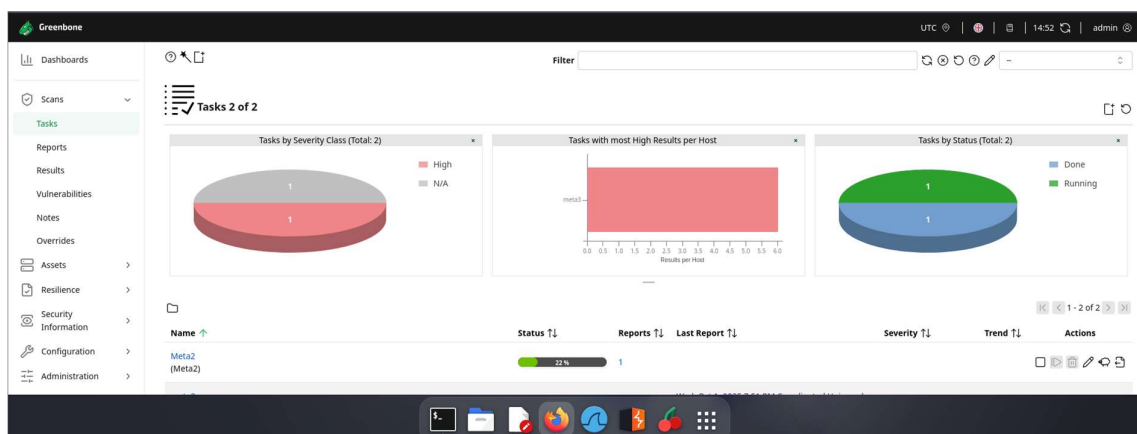 Greenbone
UTC
14:52
admin
Dashboards
Filter
--
Scans
Tasks 2 of 2
Tasks
Reports
Results
Vulnerabilities
Notes
Overrides
Assets
Resilience
Security
Information
Configuration
Administration
Tasks by Severity Class (Total: 2)
×
High
N/A
1
1
Tasks with most High Results per Host
×
meta3
0.0 0.5 1.0 1.5 2.0 2.5 3.0 3.5 4.0 4.5 5.0 5.5 6.0
Results per Host
Tasks by Status (Total: 2)
×
Done
Running
1
1
1 - 2 of 2
Name Status Reports Last Report Severity Trend Actions
Meta2 22 % 1
(Meta2)
$_